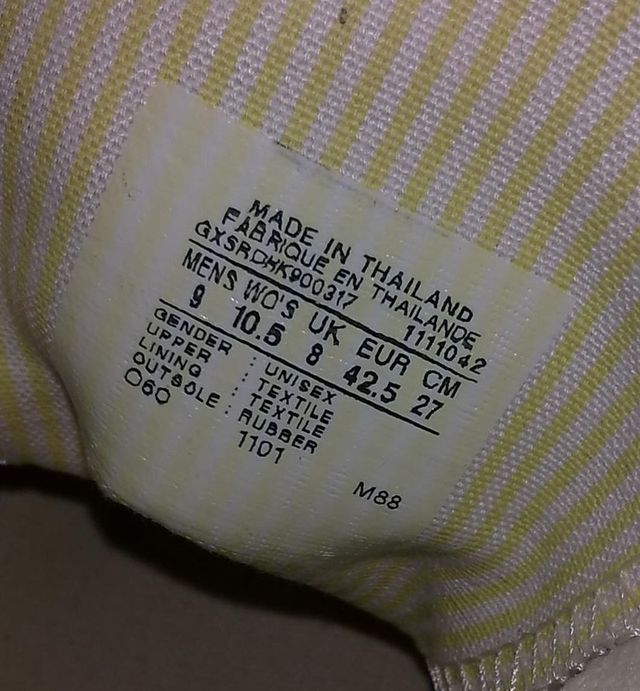 MADE IN THAILAND
FABRIQUÉ EN THAILANDE
GXSRDHK900317 1111042
MENS WO'S UK EUR CM
9 10.5 8 42.5 27
GENDER : UNISEX
UPPER : TEXTILE
LINING : TEXTILE
OUTSOLE : RUBBER
O60 1101
M88